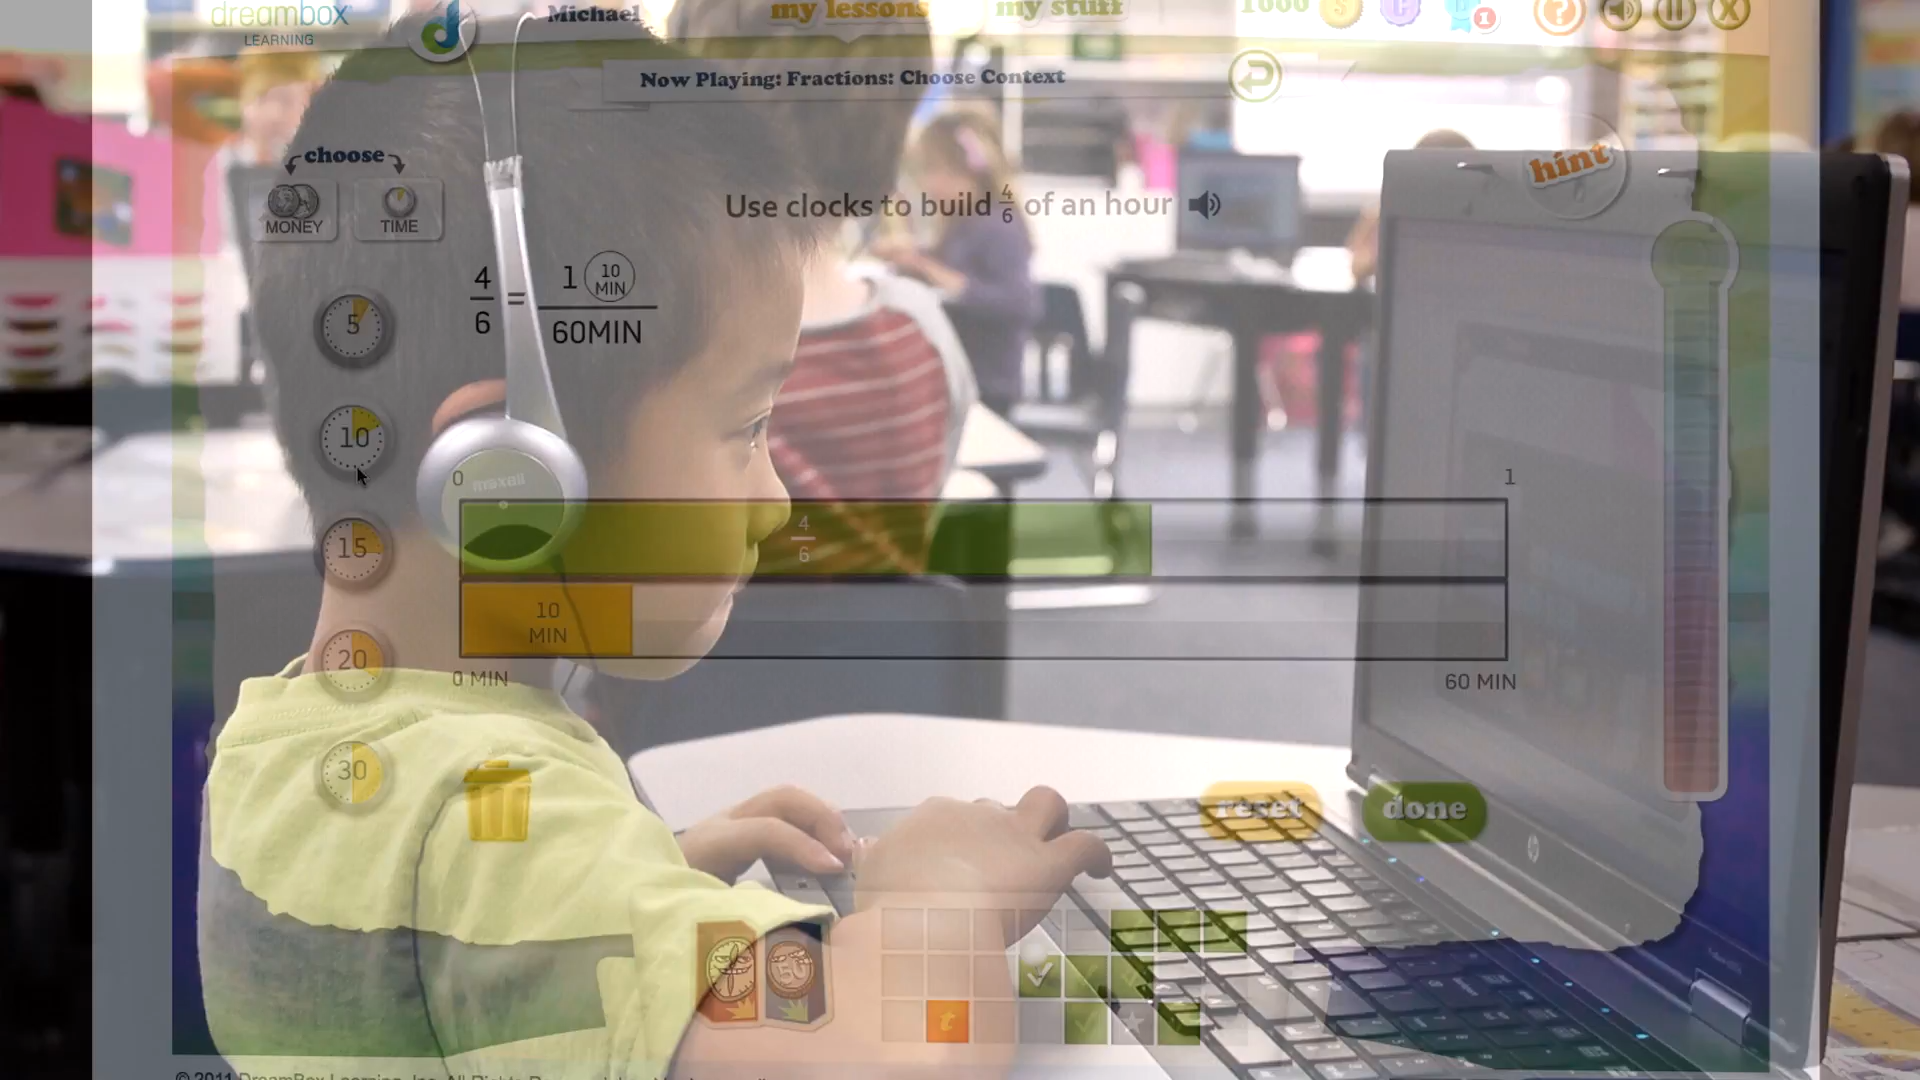 dreambox
LEARNING
Michael
my lessons
my stuff
1000
1
Now Playing: Fractions: Choose Context
choose
MONEY
TIME
hint
Use clocks to build 4/6 of an hour
4/6 = 1 10 MIN / 60MIN
5
10
15
20
30
maxell
0
1
4/6
10
MIN
0 MIN
60 MIN
reset
done
t